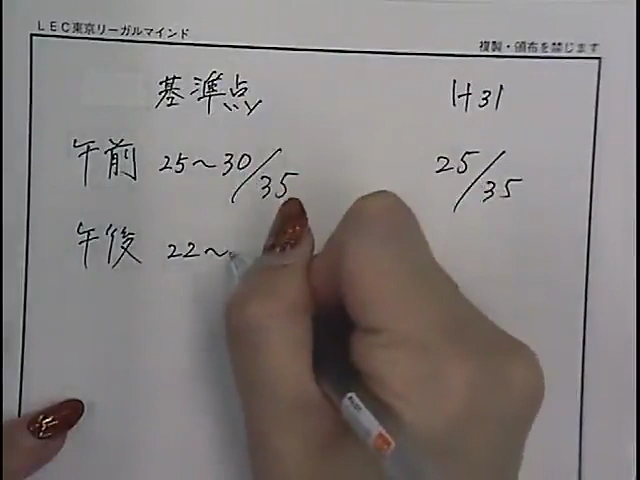 LEC東京リーガルマインド
複製・頒布を禁じます
基準点 H31
午前 25~30/35 25/35
午後 22~